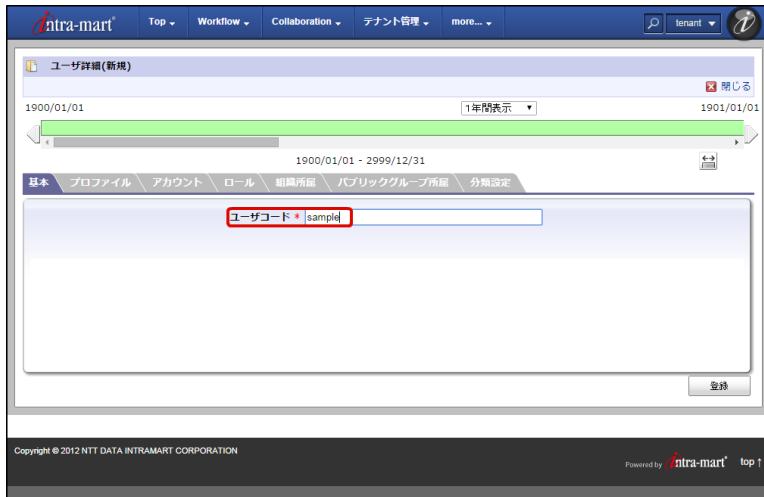 intra-mart Top Workflow Collaboration テナント管理 more... tenant
ユーザ詳細(新規)
閉じる
1900/01/01 1年間表示 1901/01/01
1900/01/01 - 2999/12/31
基本 プロファイル アカウント ロール 組織所属 パブリックグループ所属 分類設定
ユーザコード * sample
登録
Copyright © 2012 NTT DATA INTRAMART CORPORATION
Powered by intra-mart top ↑